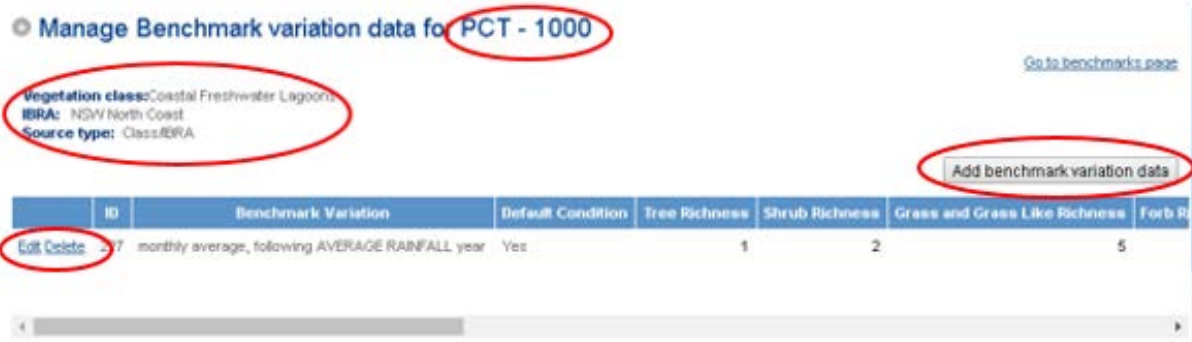 Manage Benchmark variation data for PCT - 1000
Go to benchmarks page
Vegetation class:Coastal Freshwater Lagoons
IBRA: NSW North Coast
Source type: Class/IBRA
Add benchmark variation data
ID Benchmark Variation Default Condition Tree Richness Shrub Richness Grass and Grass Like Richness Forb
Edit Delete monthly average, following AVERAGE RAINFALL year Yes 1 2 5